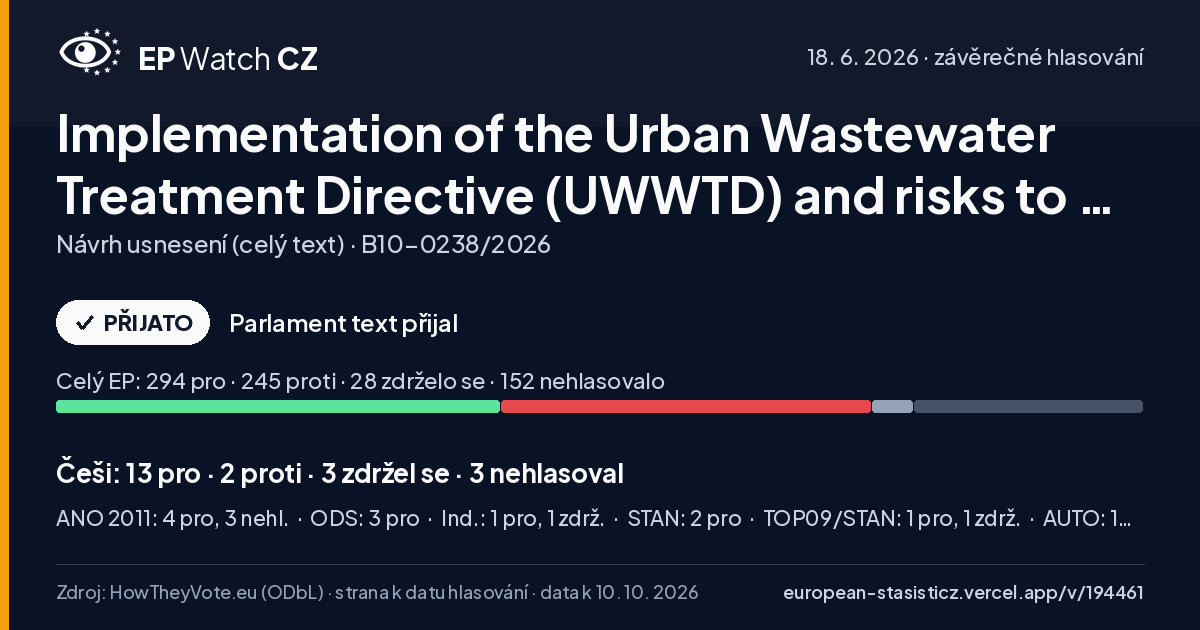 EP Watch CZ
18. 6. 2026 · závěrečné hlasování
Implementation of the Urban Wastewater
Treatment Directive (UWWTD) and risks to …
Návrh usnesení (celý text) · B10-0238/2026
✓ PŘIJATO
Parlament text přijal
Celý EP: 294 pro · 245 proti · 28 zdrželo se · 152 nehlasovalo
Češi: 13 pro · 2 proti · 3 zdržel se · 3 nehlasoval
ANO 2011: 4 pro, 3 nehl. · ODS: 3 pro · Ind.: 1 pro, 1 zdrž. · STAN: 2 pro · TOP09/STAN: 1 pro, 1 zdrž. · AUTO: 1…
Zdroj: HowTheyVote.eu (ODbL) · strana k datu hlasování · data k 10. 10. 2026
european-stasisticz.vercel.app/v/194461